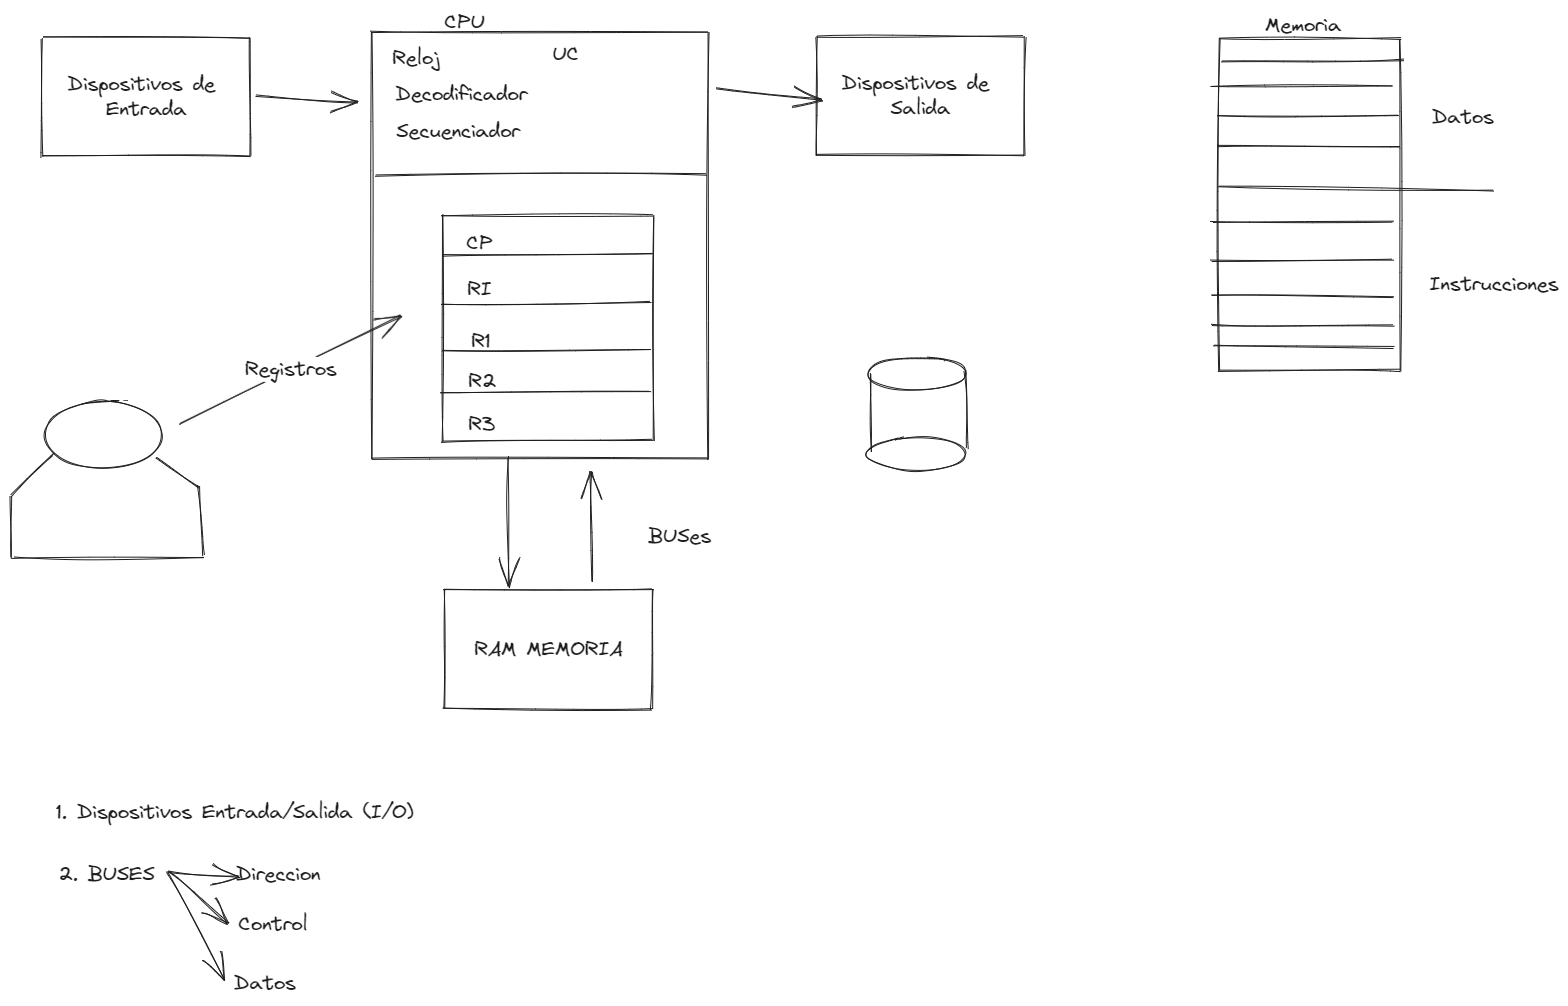 CPU
Memoria
Dispositivos de
Entrada
Reloj
UC
Decodificador
Secuenciador
Dispositivos de
Salida
Datos
CP
RI
R1
R2
R3
Registros
Instrucciones
BUSes
RAM MEMORIA
1. Dispositivos Entrada/Salida (I/O)
2. BUSES
Direccion
Control
Datos